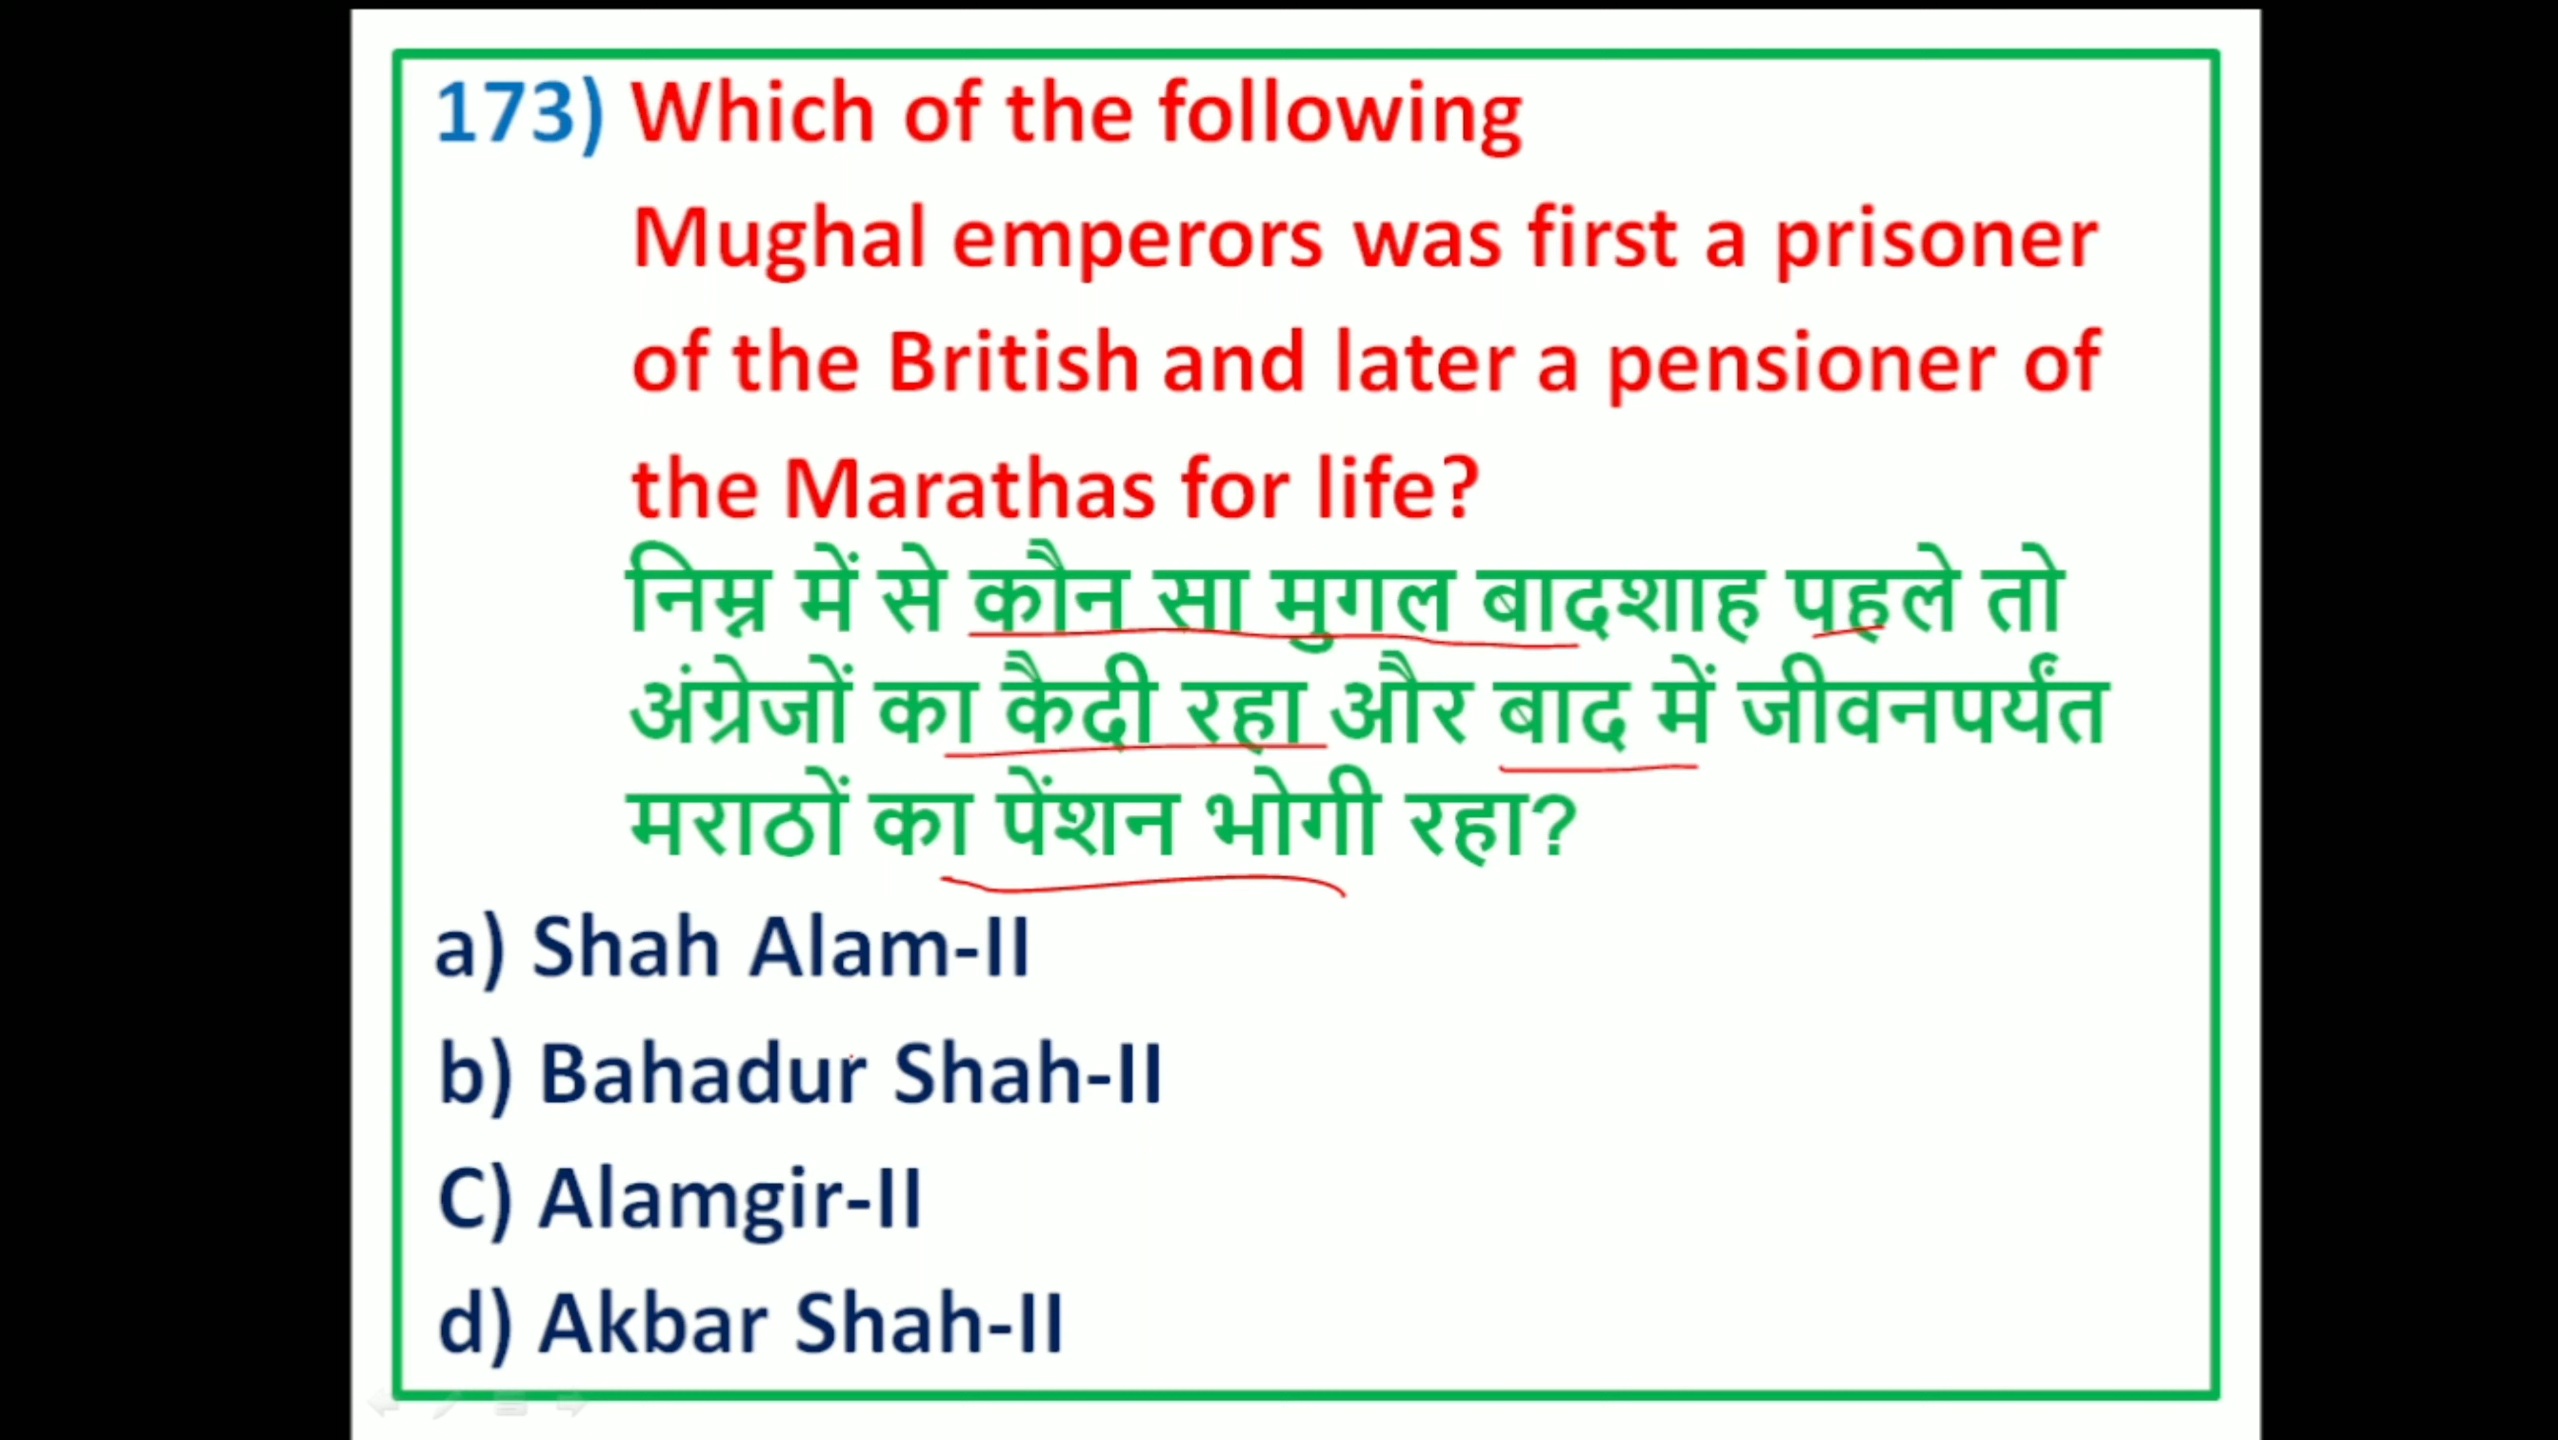 173) Which of the following
Mughal emperors was first a prisoner
of the British and later a pensioner of
the Marathas for life?
निम्न में से कौन सा मुगल बादशाह पहले तो
अंग्रेजों का कैदी रहा और बाद में जीवनपर्यंत
मराठों का पेंशन भोगी रहा?
a) Shah Alam-II
b) Bahadur Shah-II
C) Alamgir-II
d) Akbar Shah-II